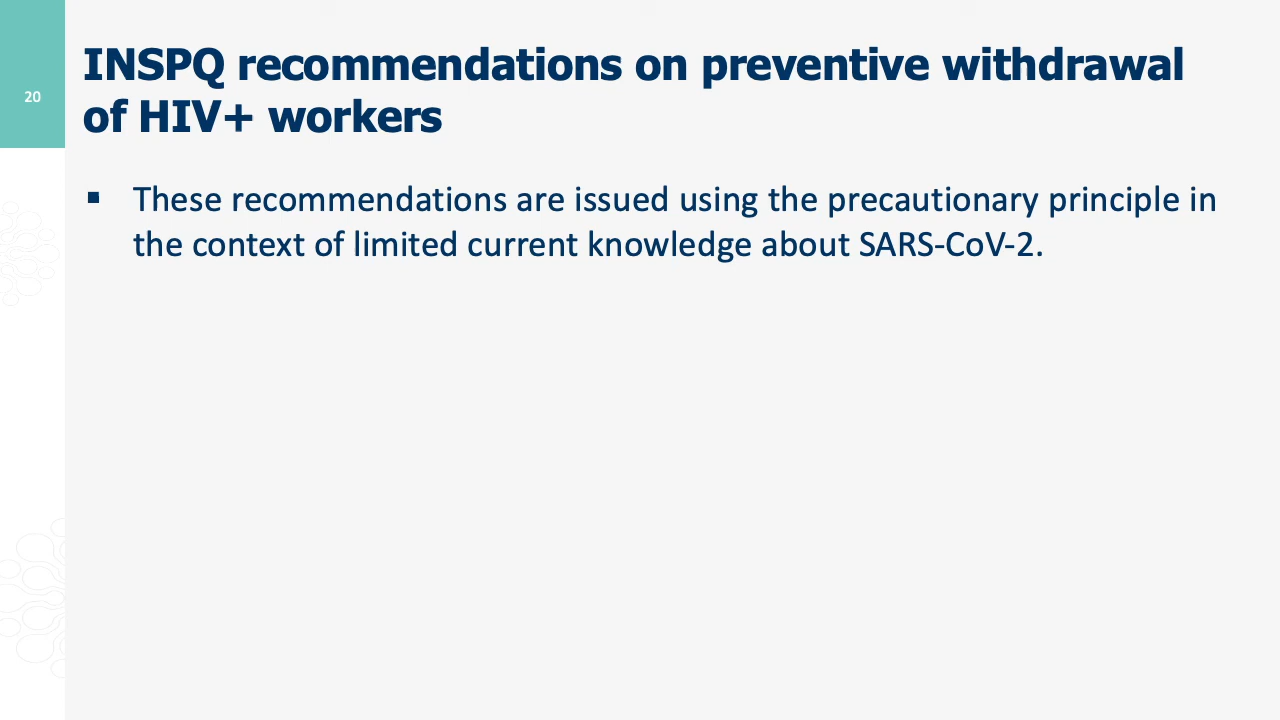 20
INSPQ recommendations on preventive withdrawal
of HIV+ workers
▪ These recommendations are issued using the precautionary principle in
the context of limited current knowledge about SARS-CoV-2.